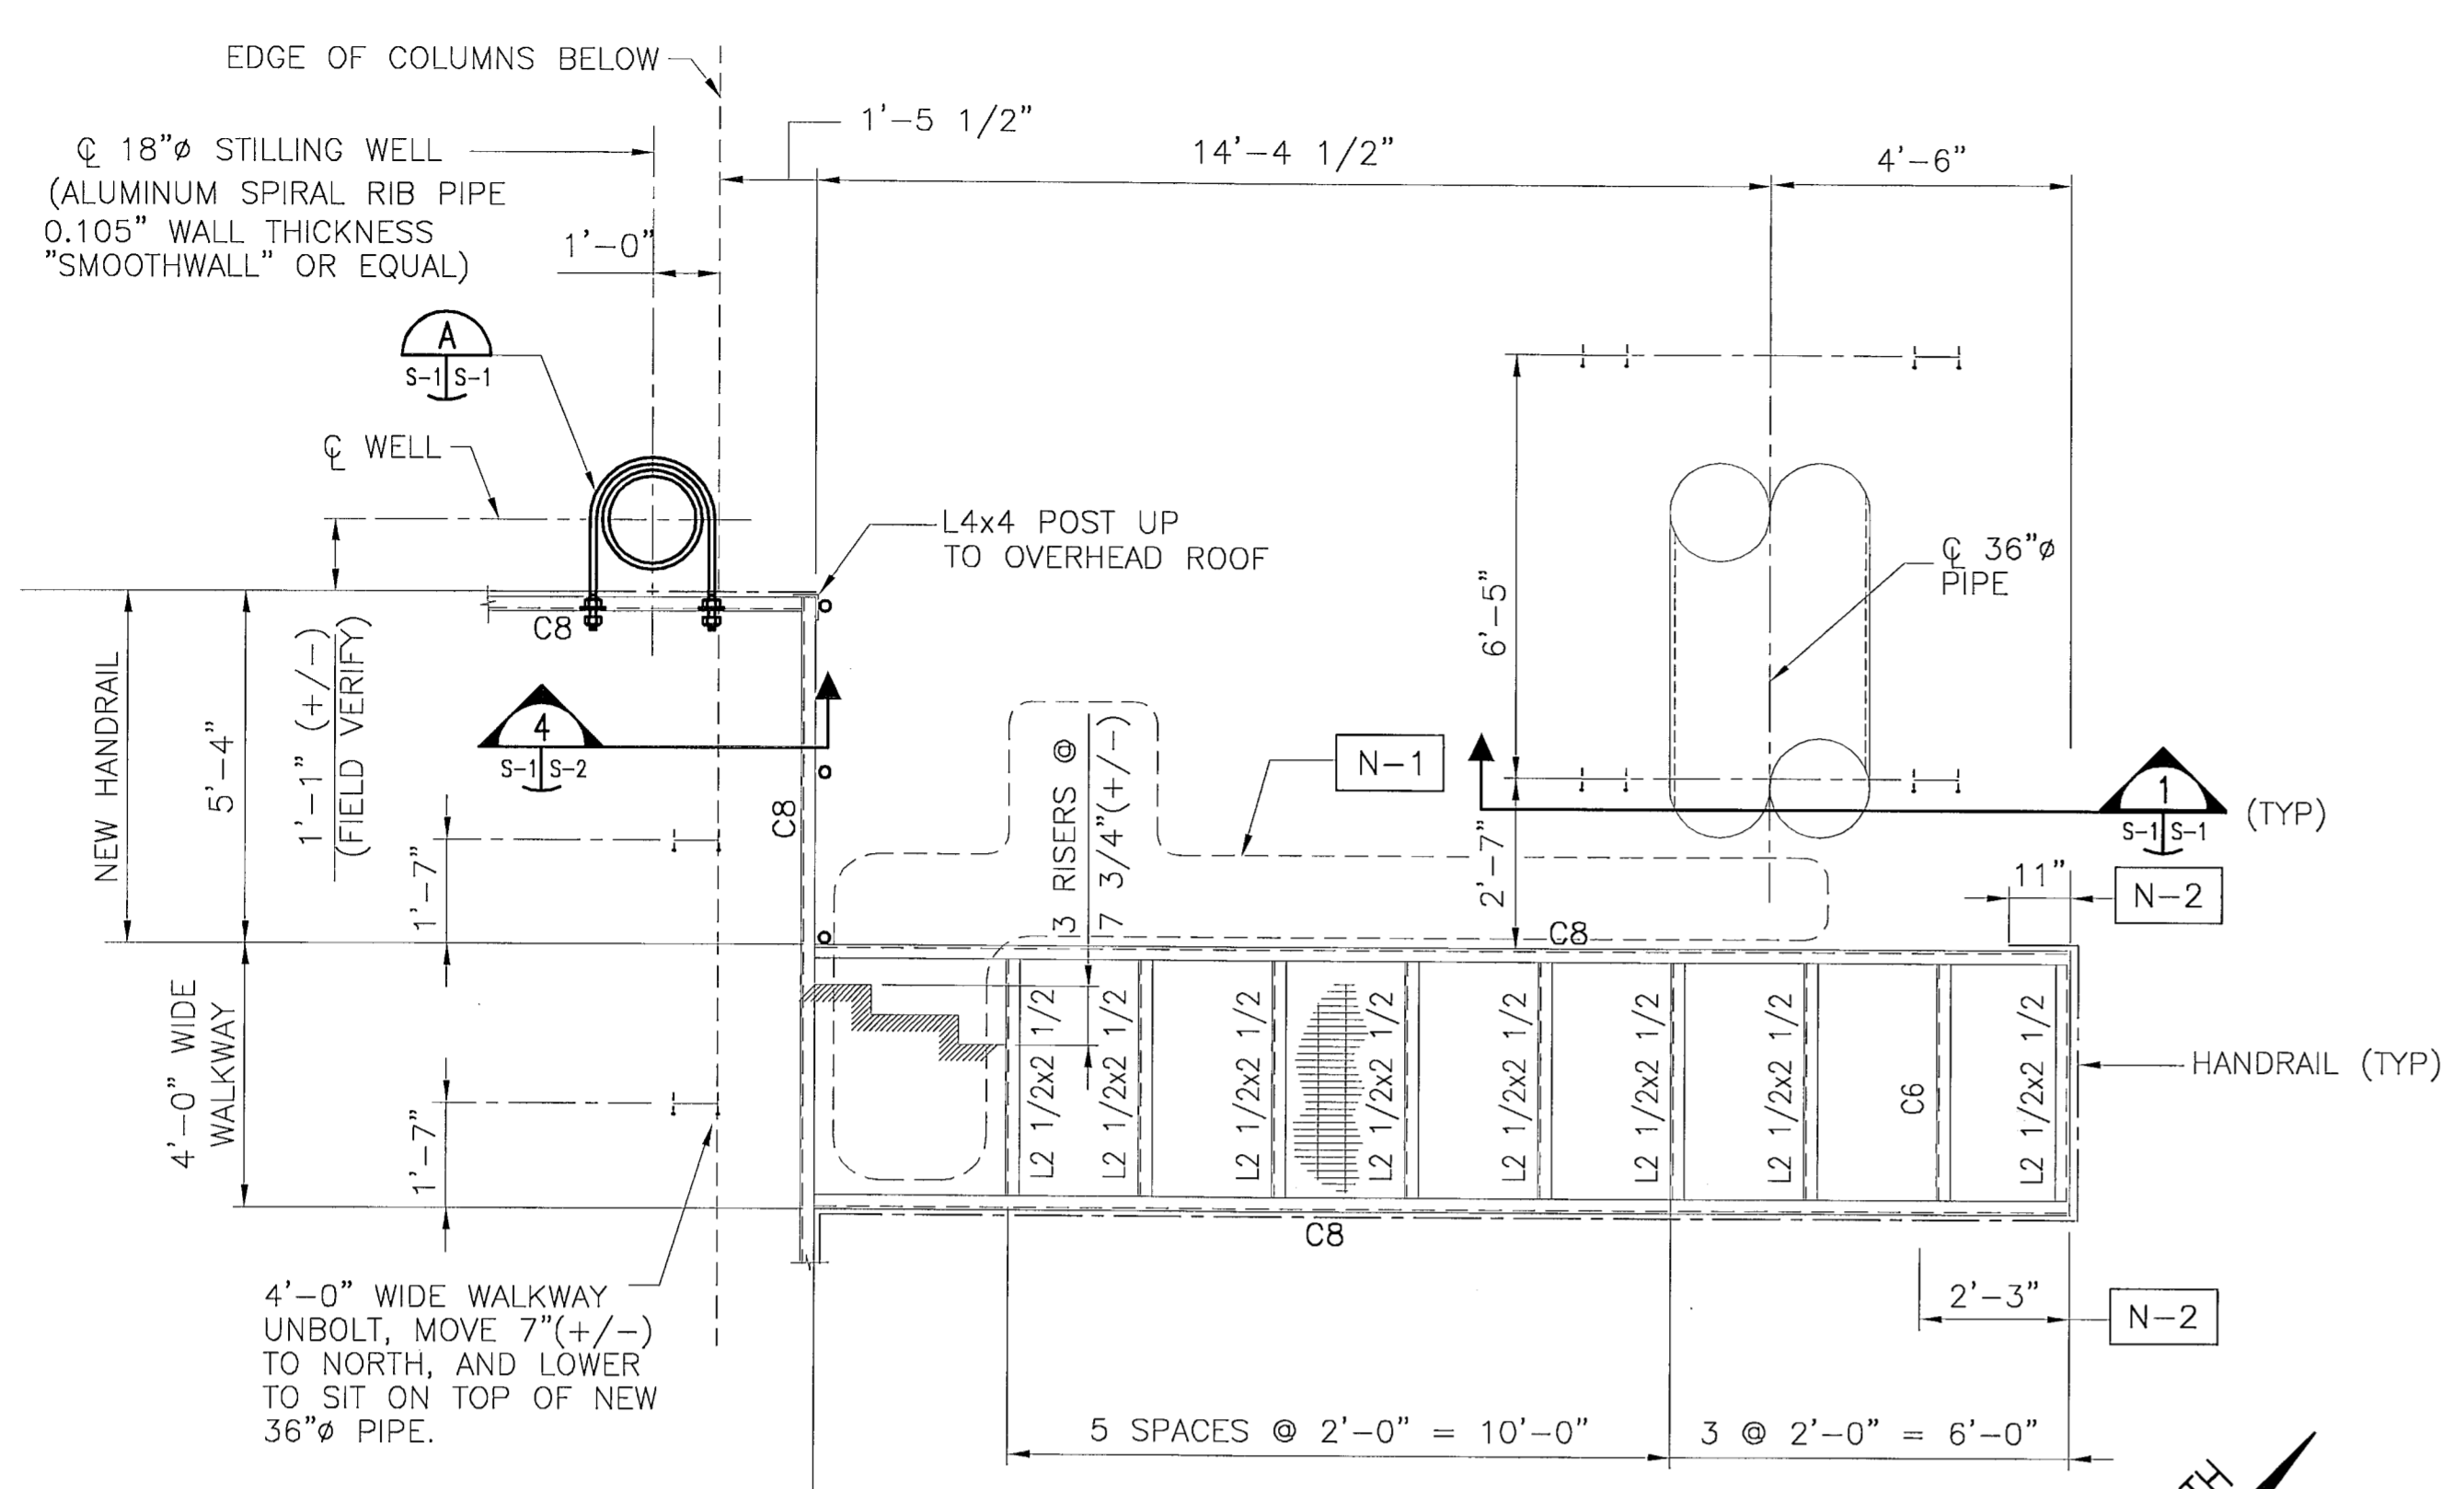 EDGE OF COLUMNS BELOW
1'-5 1/2"
14'-4 1/2"
4'-6"
℄ 18"ø STILLING WELL
(ALUMINUM SPIRAL RIB PIPE
0.105" WALL THICKNESS
"SMOOTHWALL" OR EQUAL)
1'-0"
A
S-1 S-1
℄ WELL
L4x4 POST UP
TO OVERHEAD ROOF
℄ 36"ø
PIPE
6'-5"
C8
NEW HANDRAIL
5'-4"
1'-1" (+/-)
(FIELD VERIFY)
4
S-1 S-2
C8
1'-7"
3 RISERS @
7 3/4"(+/-)
N-1
2'-7"
1
S-1 S-1
(TYP)
11"
N-2
C8
4'-0" WIDE
WALKWAY
1'-7"
L2 1/2x2 1/2
L2 1/2x2 1/2
L2 1/2x2 1/2
L2 1/2x2 1/2
L2 1/2x2 1/2
L2 1/2x2 1/2
L2 1/2x2 1/2
C6
L2 1/2x2 1/2
HANDRAIL (TYP)
C8
4'-0" WIDE WALKWAY
UNBOLT, MOVE 7"(+/-)
TO NORTH, AND LOWER
TO SIT ON TOP OF NEW
36"ø PIPE.
2'-3"
N-2
5 SPACES @ 2'-0" = 10'-0"
3 @ 2'-0" = 6'-0"
TH